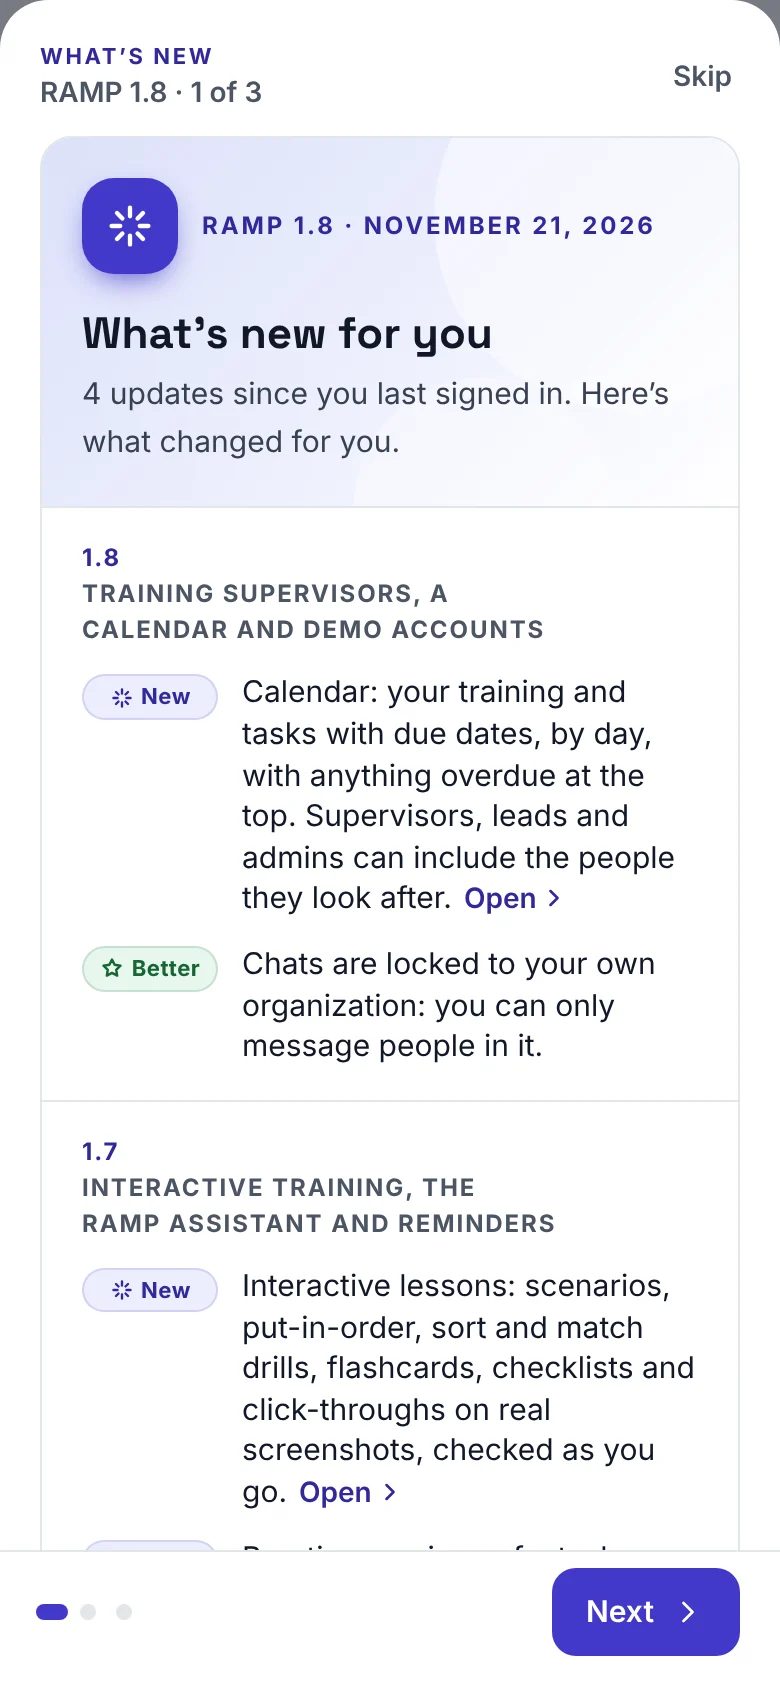 WHAT’S NEW
RAMP 1.8 · 1 of 3
Skip
RAMP 1.8 · NOVEMBER 21, 2026
What’s new for you
4 updates since you last signed in. Here’s
what changed for you.
1.8
TRAINING SUPERVISORS, A
CALENDAR AND DEMO ACCOUNTS
New
Calendar: your training and
tasks with due dates, by day,
with anything overdue at the
top. Supervisors, leads and
admins can include the people
they look after. Open
Better
Chats are locked to your own
organization: you can only
message people in it.
1.7
INTERACTIVE TRAINING, THE
RAMP ASSISTANT AND REMINDERS
New
Interactive lessons: scenarios,
put-in-order, sort and match
drills, flashcards, checklists and
click-throughs on real
screenshots, checked as you
go. Open
Next